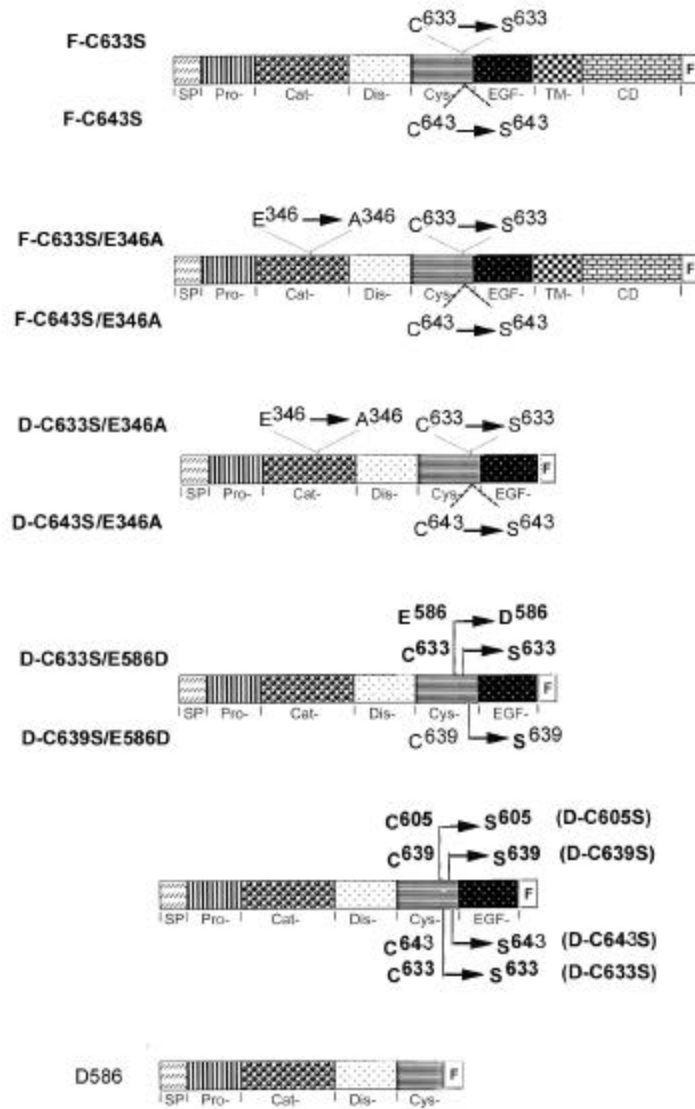 C633 S633
F-C633S
F
SP Pro- Cat- Dis- Cys- EGF- TM- CD
F-C643S
C643 S643
E346 A346 C633 S633
F-C633S/E346A
F
SP Pro- Cat- Dis- Cys- EGF- TM- CD
F-C643S/E346A
C643 S643
D-C633S/E346A
E346 A346 C633 S633
F
SP Pro- Cat- Dis- Cys- EGF-
D-C643S/E346A
C643 S643
E586 D586
D-C633S/E586D
C633 S633
F
SP Pro- Cat- Dis- Cys- EGF-
D-C639S/E586D
C639 S639
C605 S605 (D-C605S)
C639 S639 (D-C639S)
F
SP Pro- Cat- Dis- Cys- EGF-
C643 S643 (D-C643S)
C633 S633 (D-C633S)
D586
F
SP Pro- Cat- Dis- Cys-